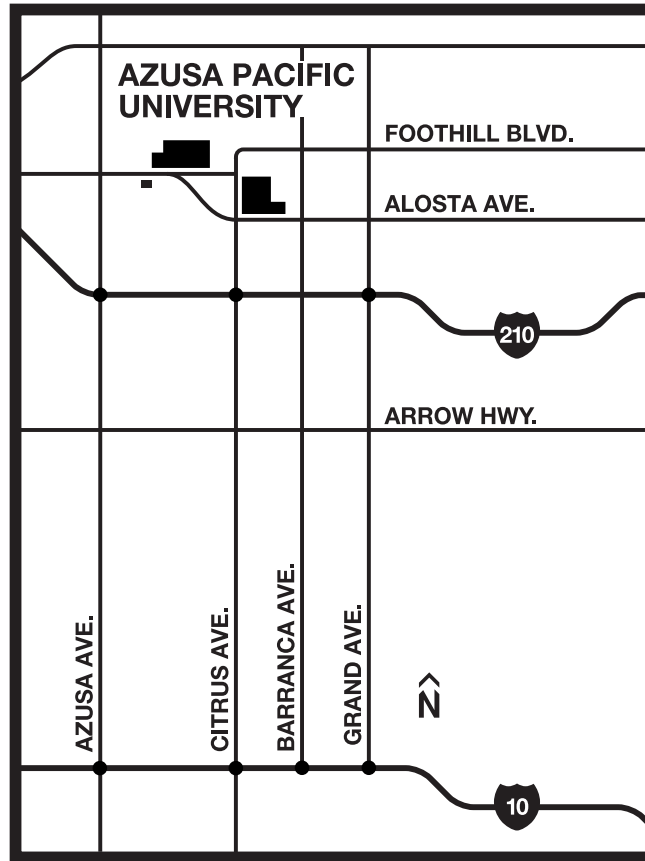 AZUSA PACIFIC
UNIVERSITY
FOOTHILL BLVD.
ALOSTA AVE.
210
ARROW HWY.
AZUSA AVE.
CITRUS AVE.
BARRANCA AVE.
GRAND AVE.
N
10